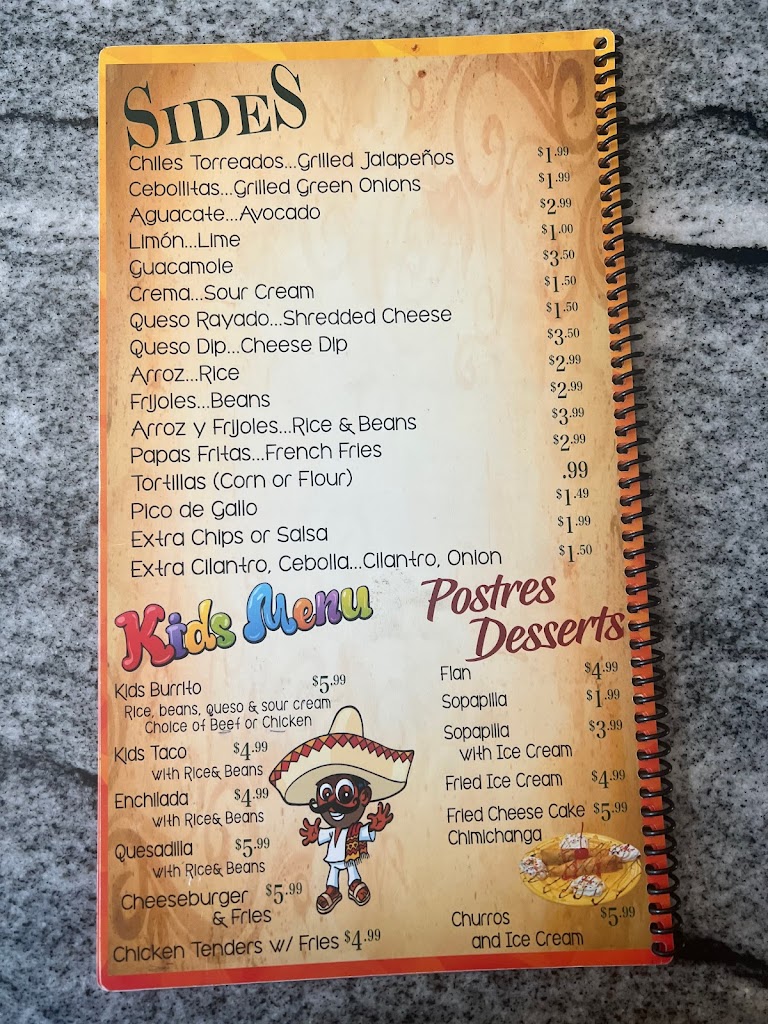 SIDES
Chiles Torreados...Grilled Jalapeños $1.99
Cebollitas...Grilled Green Onions $1.99
Aguacate...Avocado $2.99
Limón...Lime $1.00
Guacamole $3.50
Crema...Sour Cream $1.50
Queso Rayado...Shredded Cheese $1.50
Queso Dip...Cheese Dip $3.50
Arroz...Rice $2.99
Frijoles...Beans $2.99
Arroz y Frijoles...Rice & Beans $3.99
Papas Fritas...French Fries $2.99
Tortillas (Corn or Flour) .99
Pico de Gallo $1.49
Extra Chips or Salsa $1.99
Extra Cilantro, Cebolla...Cilantro, Onion $1.50
Kids Menu
Kids Burrito $5.99
Rice, beans, queso & sour cream
Choice of Beef or Chicken
Kids Taco $4.99
with Rice& Beans
Enchilada $4.99
with Rice& Beans
Quesadilla $5.99
with Rice& Beans
Cheeseburger $5.99
& Fries
Chicken Tenders w/ Fries $4.99
Postres
Desserts
Flan $4.99
Sopapilla $1.99
Sopapilla $3.99
with Ice Cream
Fried Ice Cream $4.99
Fried Cheese Cake $5.99
Chimichanga
Churros $5.99
and Ice Cream